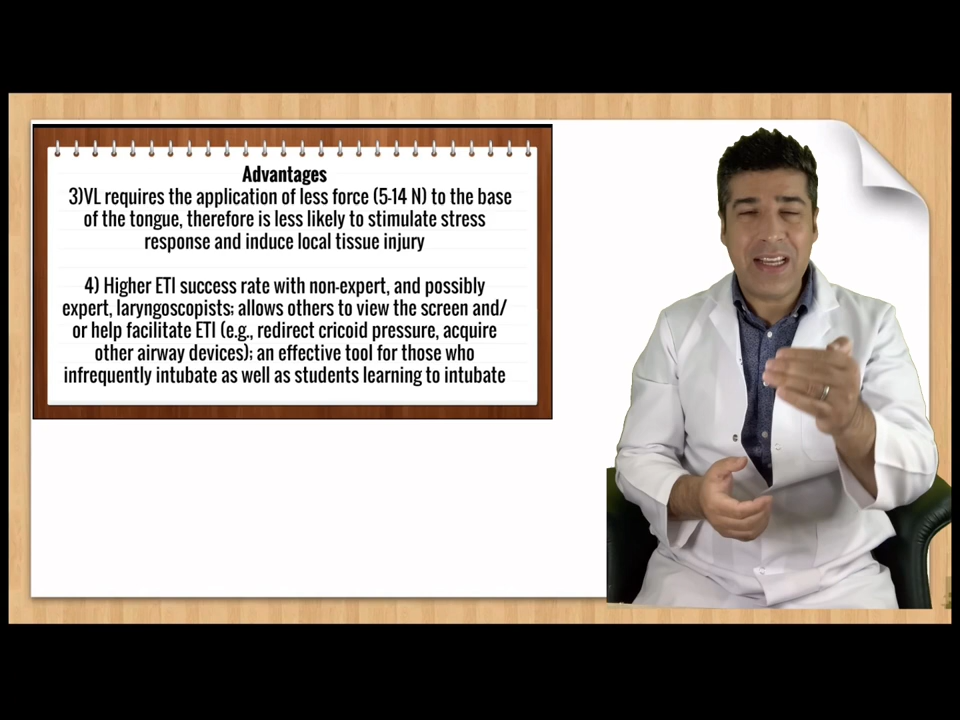 Advantages
3)VL requires the application of less force (5-14 N) to the base
of the tongue, therefore is less likely to stimulate stress
response and induce local tissue injury
4) Higher ETI success rate with non-expert, and possibly
expert, laryngoscopists; allows others to view the screen and/
or help facilitate ETI (e.g., redirect cricoid pressure, acquire
other airway devices); an effective tool for those who
infrequently intubate as well as students learning to intubate